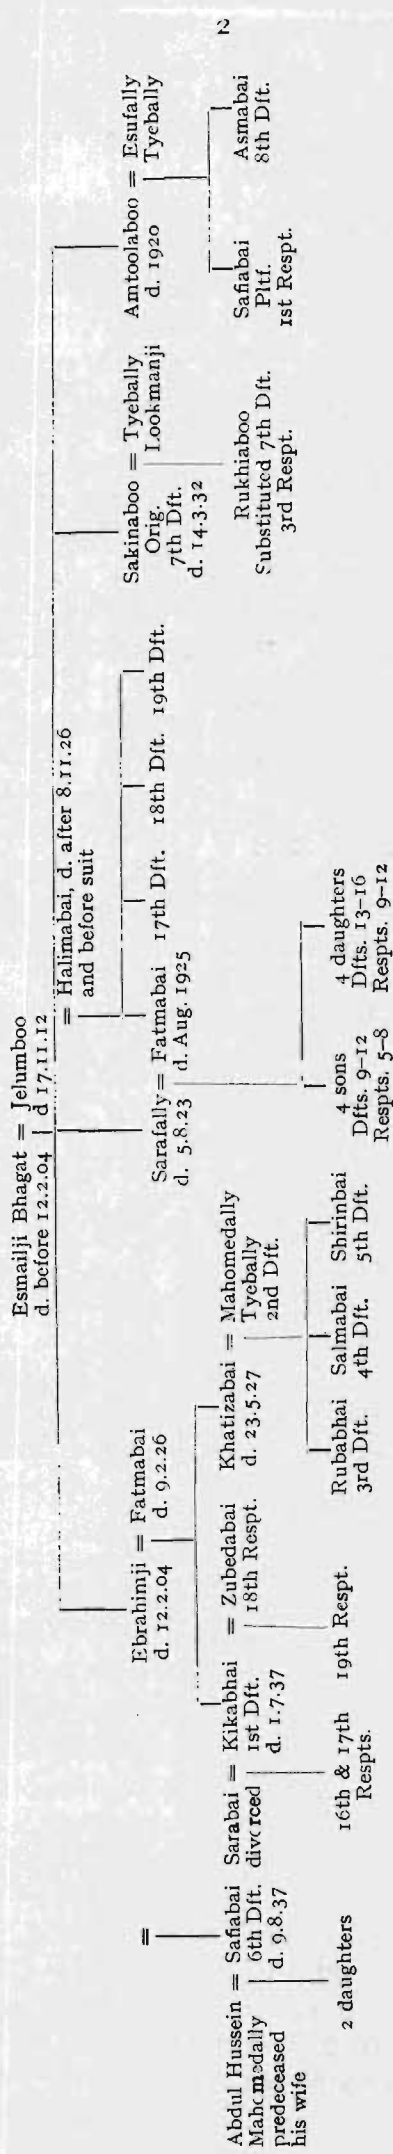 2
Esmailji Bhagat = Jelumboo
d. before 12.2.04 d 17.11.12
= Halimabai, d. after 8.11.26
and before suit
Ebrahimji = Fatmabai
d. 12.2.04 d. 9.2.26
Sarafally = Fatmabai
d. 5.8.23 d. Aug. 1925
17th Dft. 18th Dft. 19th Dft.
Sakinaboo = Tyebally
Orig. Lookmanji
7th Dft.
d. 14.3.32
Amtoolaboo = Esufally
d. 1920 Tyebally
=
Abdul Hussein = Safiabai
Mahomedally 6th Dft.
predeceased d. 9.8.37
his wife
Sarabai = Kikabhai = Zubedabai
divorced 1st Dft. 18th Respt.
d. 1.7.37
Khatizabai = Mahomedally
d. 23.5.27 Tyebally
2nd Dft.
4 sons
Dfts. 9–12
Respts. 5–8
4 daughters
Dfts. 13–16
Respts. 9–12
Rukhiaboo
Substituted 7th Dft.
3rd Respt.
Safiabai
Pltf.
1st Respt.
Asmabai
8th Dft.
2 daughters
16th & 17th
Respts.
19th Respt.
Rubabhai
3rd Dft.
Salmabai
4th Dft.
Shirinbai
5th Dft.